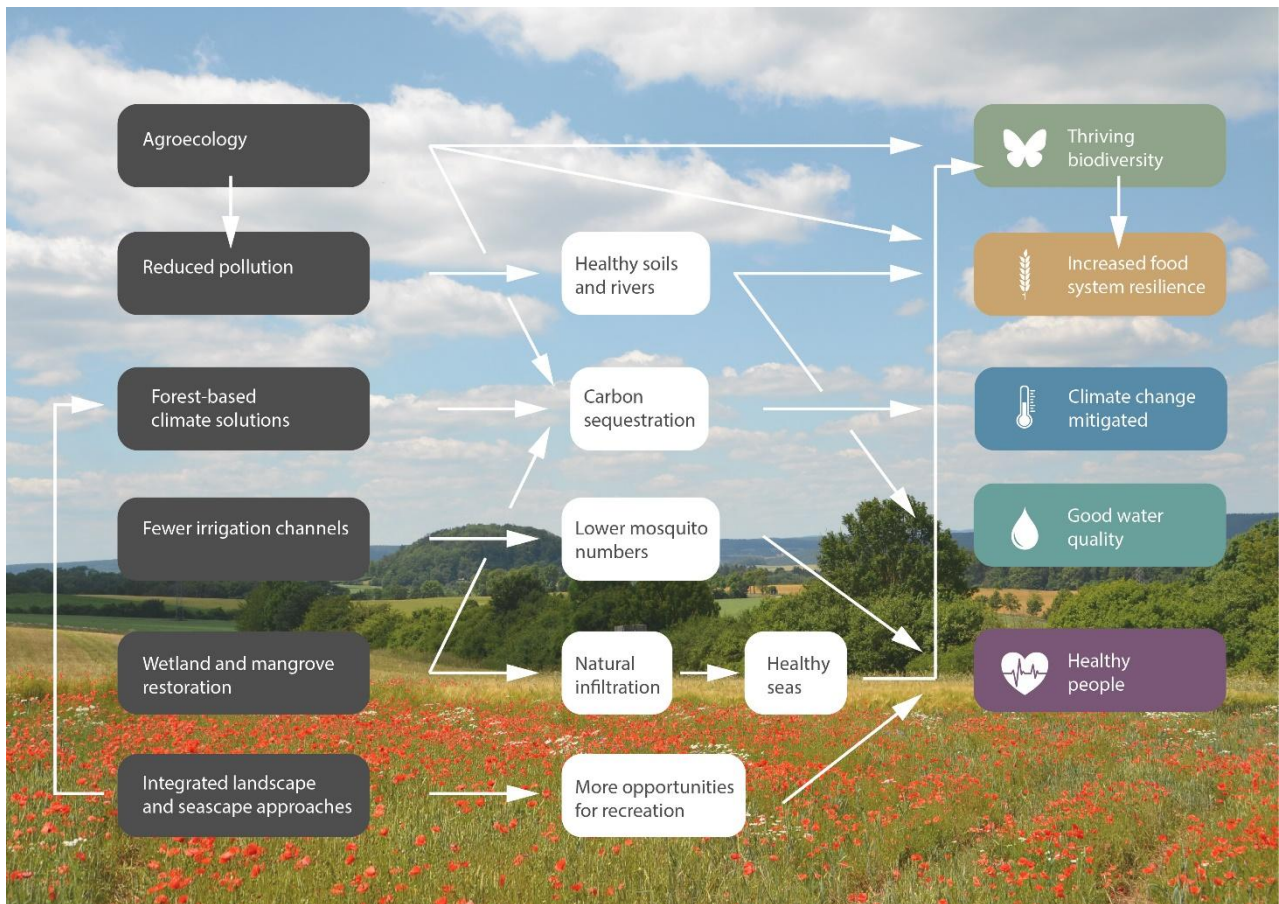 Agroecology
Thriving
biodiversity
Reduced pollution
Healthy soils
and rivers
Increased food
system resilience
Forest-based
climate solutions
Carbon
sequestration
Climate change
mitigated
Fewer irrigation channels
Lower mosquito
numbers
Good water
quality
Wetland and mangrove
restoration
Natural
infiltration
Healthy
seas
Healthy
people
Integrated landscape
and seascape approaches
More opportunities
for recreation